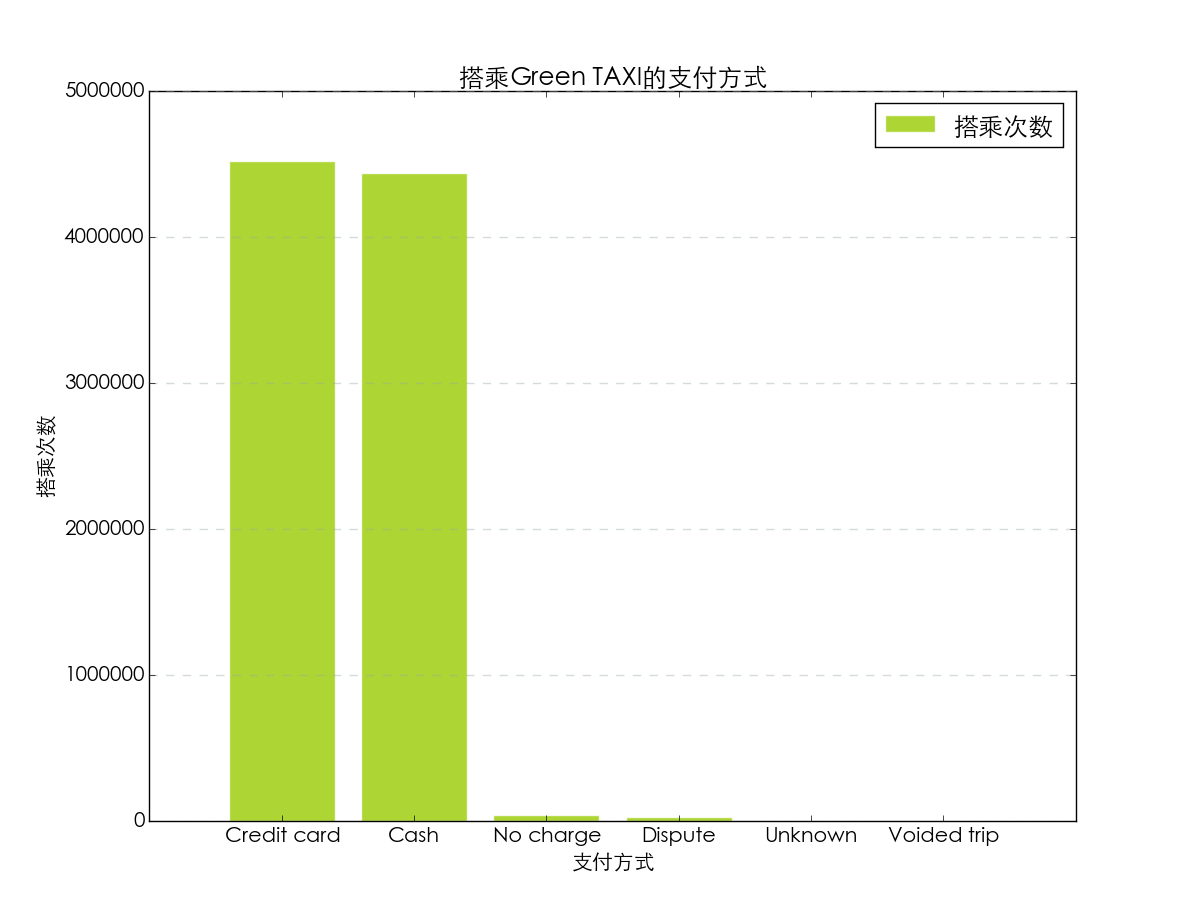 搭乘Green TAXI的支付方式
搭乘次数
5000000
4000000
3000000
2000000
1000000
0
搭乘次数
Credit card
Cash
No charge
Dispute
Unknown
Voided trip
支付方式